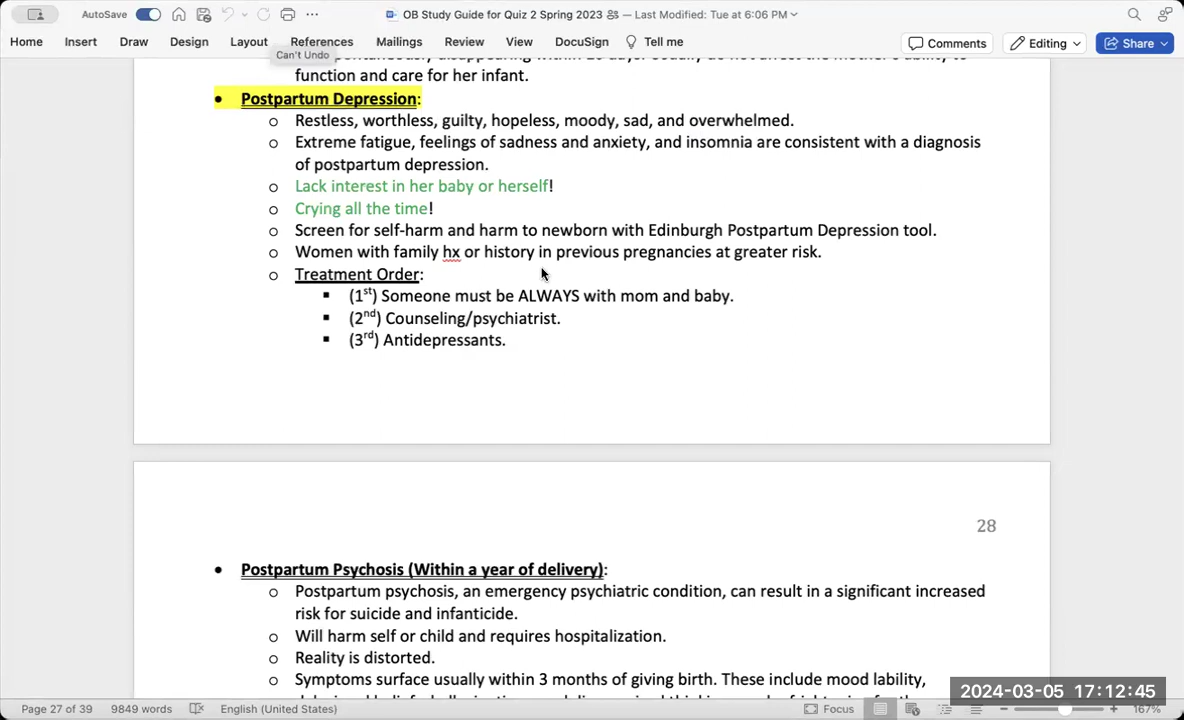 AutoSave
OB Study Guide for Quiz 2 Spring 2023 — Last Modified: Tue at 6:06 PM
Home Insert Draw Design Layout References Mailings Review View DocuSign Tell me Comments Editing Share
Can't Undo
function and care for her infant.
• Postpartum Depression:
o Restless, worthless, guilty, hopeless, moody, sad, and overwhelmed.
o Extreme fatigue, feelings of sadness and anxiety, and insomnia are consistent with a diagnosis
of postpartum depression.
o Lack interest in her baby or herself!
o Crying all the time!
o Screen for self-harm and harm to newborn with Edinburgh Postpartum Depression tool.
o Women with family hx or history in previous pregnancies at greater risk.
o Treatment Order:
▪ (1st) Someone must be ALWAYS with mom and baby.
▪ (2nd) Counseling/psychiatrist.
▪ (3rd) Antidepressants.
28
• Postpartum Psychosis (Within a year of delivery):
o Postpartum psychosis, an emergency psychiatric condition, can result in a significant increased
risk for suicide and infanticide.
o Will harm self or child and requires hospitalization.
o Reality is distorted.
o Symptoms surface usually within 3 months of giving birth. These include mood lability,
2024-03-05 17:12:45
Page 27 of 39 9849 words English (United States) Focus 167%